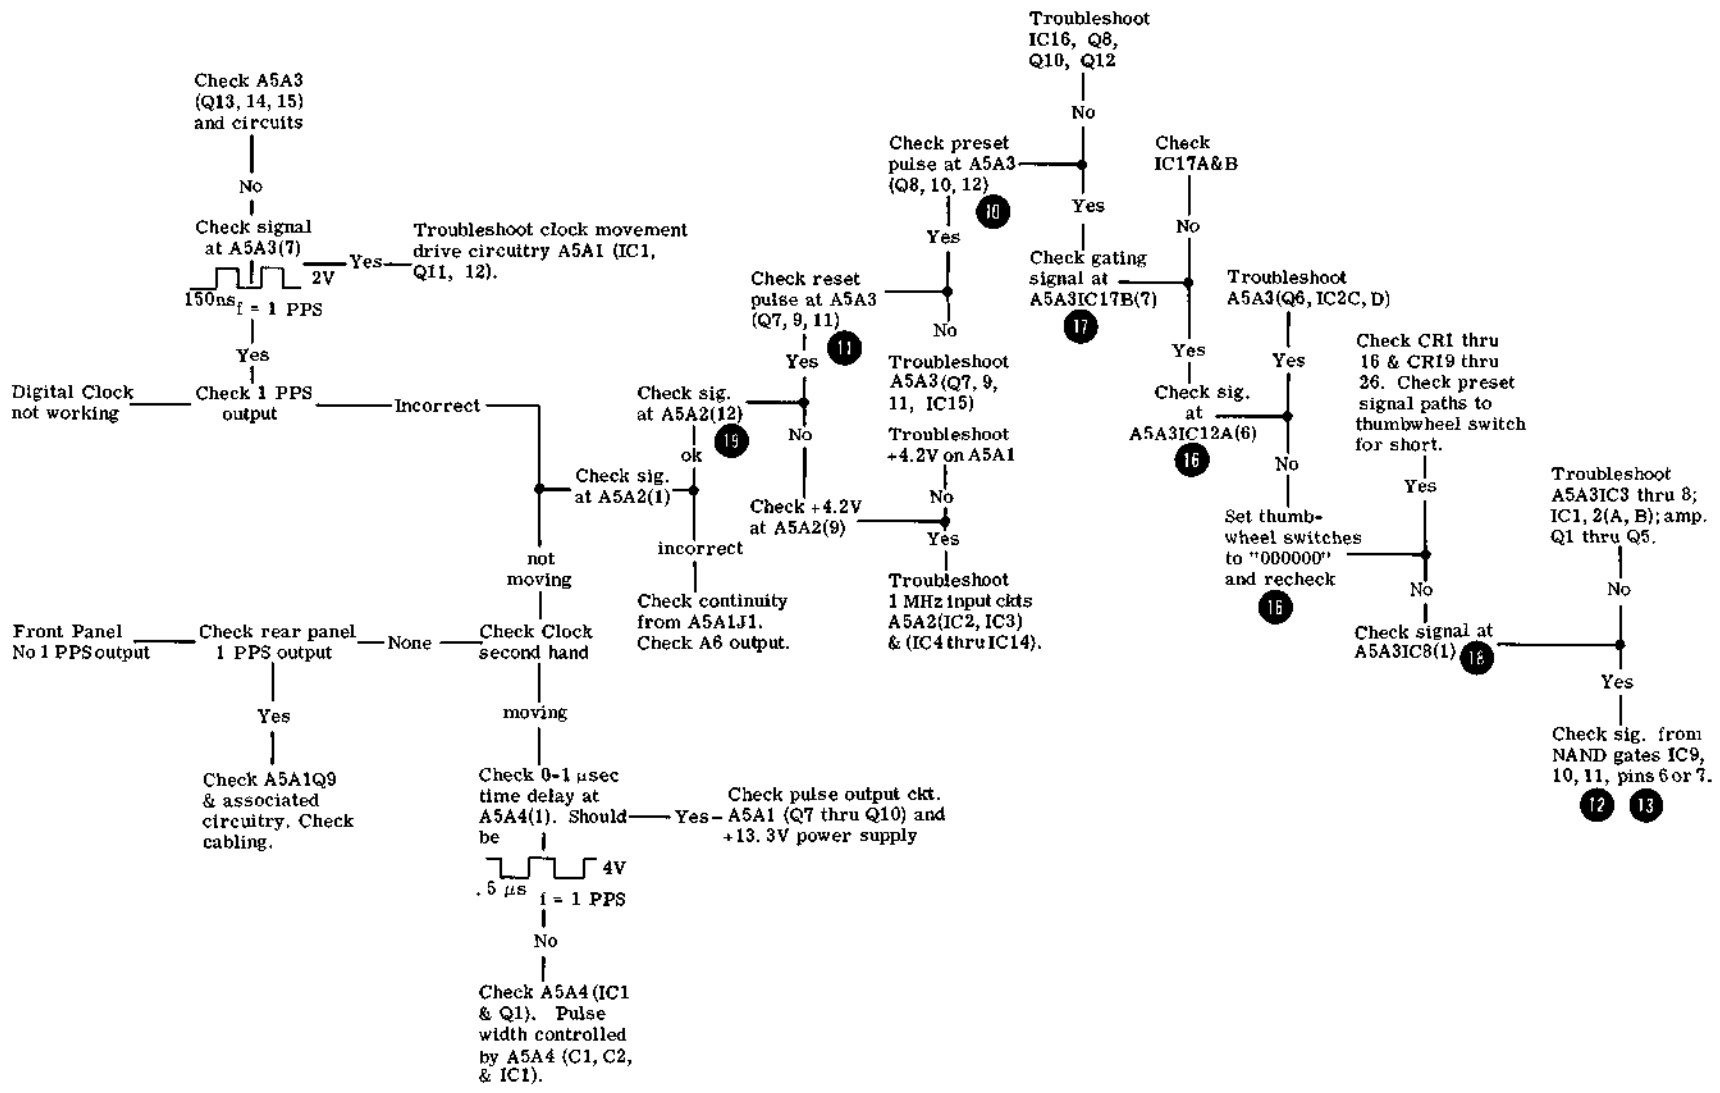 Troubleshoot
IC16, Q8,
Q10, Q12
No
Check A5A3
(Q13, 14, 15)
and circuits
No
Check signal
at A5A3(7)
2V
150ns
f = 1 PPS
Yes
Troubleshoot clock movement
drive circuitry A5A1 (IC1,
Q11, 12).
Yes
Digital Clock
not working
Check 1 PPS
output
Incorrect
Check preset
pulse at A5A3
(Q8, 10, 12)
10
Yes
Yes
Check
IC17A&B
No
Check gating
signal at
A5A3IC17B(7)
17
Yes
Check reset
pulse at A5A3
(Q7, 9, 11)
11
Yes
No
Troubleshoot
A5A3(Q7, 9,
11, IC15)
Troubleshoot
A5A3(Q6, IC2C, D)
Yes
Check sig.
at
A5A3IC12A(6)
16
No
Check CR1 thru
16 & CR19 thru
26. Check preset
signal paths to
thumbwheel switch
for short.
Yes
Check sig.
at A5A2(12)
19
ok
No
Troubleshoot
+4.2V on A5A1
No
Check sig.
at A5A2(1)
Check +4.2V
at A5A2(9)
Yes
incorrect
Troubleshoot
1 MHz input ckts
A5A2(IC2, IC3)
& (IC4 thru IC14).
Check continuity
from A5A1J1.
Check A6 output.
Set thumb-
wheel switches
to "000000"
and recheck
16
No
Troubleshoot
A5A3IC3 thru 8;
IC1, 2(A, B); amp.
Q1 thru Q5.
No
Check signal at
A5A3IC8(1)
18
Yes
Check sig. from
NAND gates IC9,
10, 11, pins 6 or 7.
12
13
not
moving
Front Panel
No 1 PPS output
Check rear panel
1 PPS output
None
Check Clock
second hand
Yes
Check A5A1Q9
& associated
circuitry. Check
cabling.
moving
Check 0-1 μsec
time delay at
A5A4(1). Should
be
Yes
Check pulse output ckt.
A5A1 (Q7 thru Q10) and
+13.3V power supply
4V
.5 μs
f = 1 PPS
No
Check A5A4 (IC1
& Q1). Pulse
width controlled
by A5A4 (C1, C2,
& IC1).